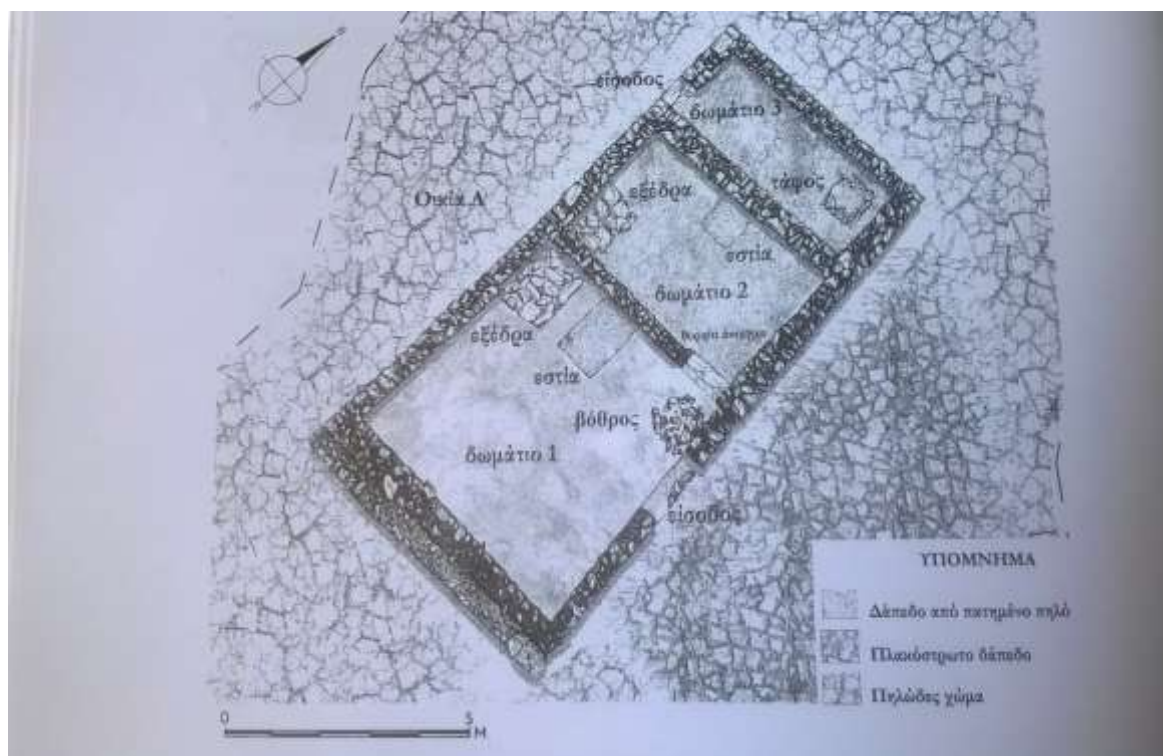 είσοδος
δωμάτιο 3
τάφος
Οικία Λ
εξέδρα
εστία
δωμάτιο 2
εξέδρα
εστία
βόθρος
δωμάτιο 1
είσοδος
ΥΠΟΜΝΗΜΑ
Δάπεδο από πατημένο πηλό
Πλακόστρωτο δάπεδο
Πηλώδες χώμα
0 5
M